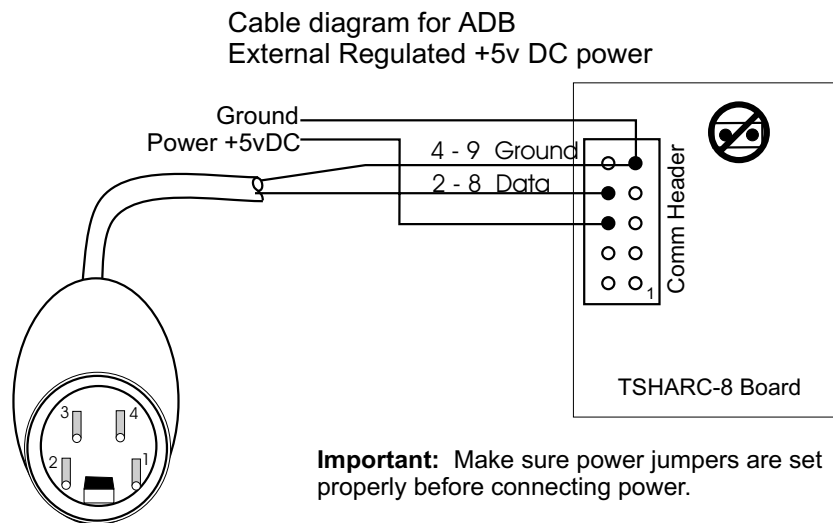 Cable diagram for ADB
External Regulated +5v DC power
Ground
Power +5vDC
4 - 9 Ground
2 - 8 Data
Comm Header
1
TSHARC-8 Board
3
4
2
1
Important: Make sure power jumpers are set
properly before connecting power.